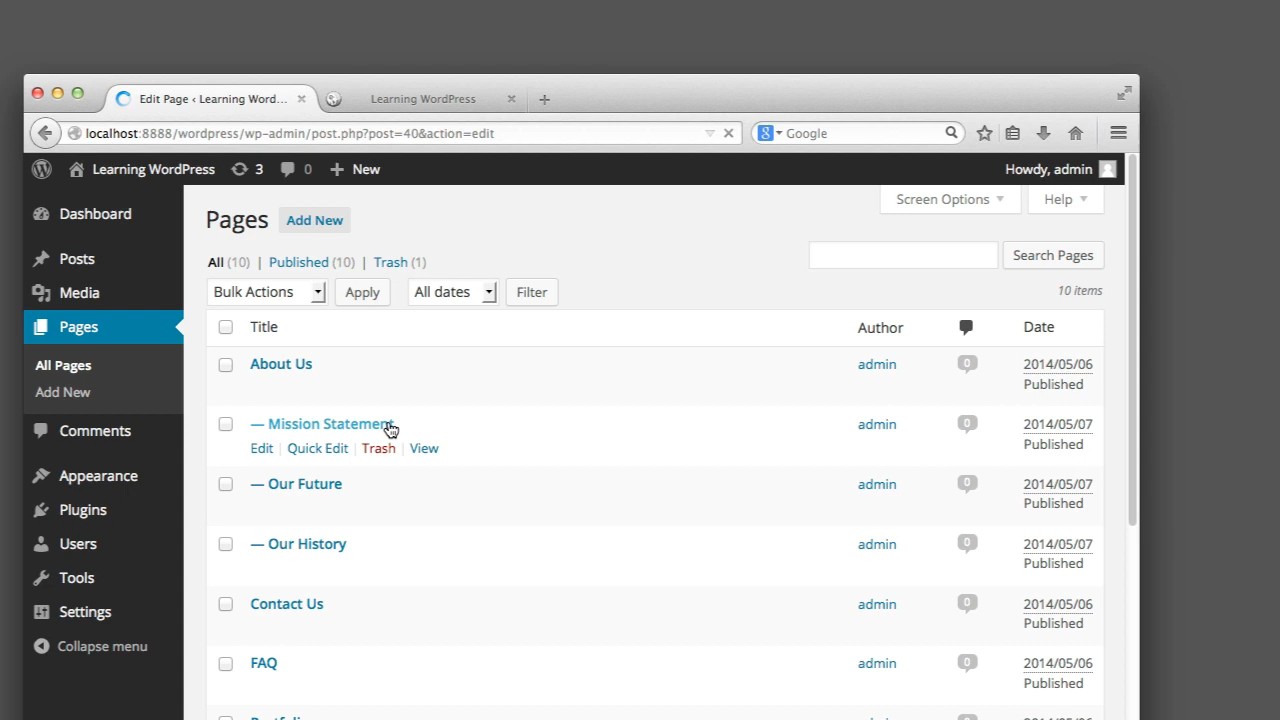 Edit Page ‹ Learning Word...
Learning WordPress
localhost:8888/wordpress/wp-admin/post.php?post=40&action=edit
Google
Learning WordPress 3 0 New Howdy, admin
Screen Options Help
Dashboard
Posts
Media
Pages
All Pages
Add New
Comments
Appearance
Plugins
Users
Tools
Settings
Collapse menu
Pages Add New
All (10) | Published (10) | Trash (1)
Search Pages
Bulk Actions Apply All dates Filter 10 items
Title Author Date
About Us admin 0 2014/05/06
Published
— Mission Statement admin 0 2014/05/07
Edit | Quick Edit | Trash | View Published
— Our Future admin 0 2014/05/07
Published
— Our History admin 0 2014/05/07
Published
Contact Us admin 0 2014/05/06
Published
FAQ admin 0 2014/05/06
Published